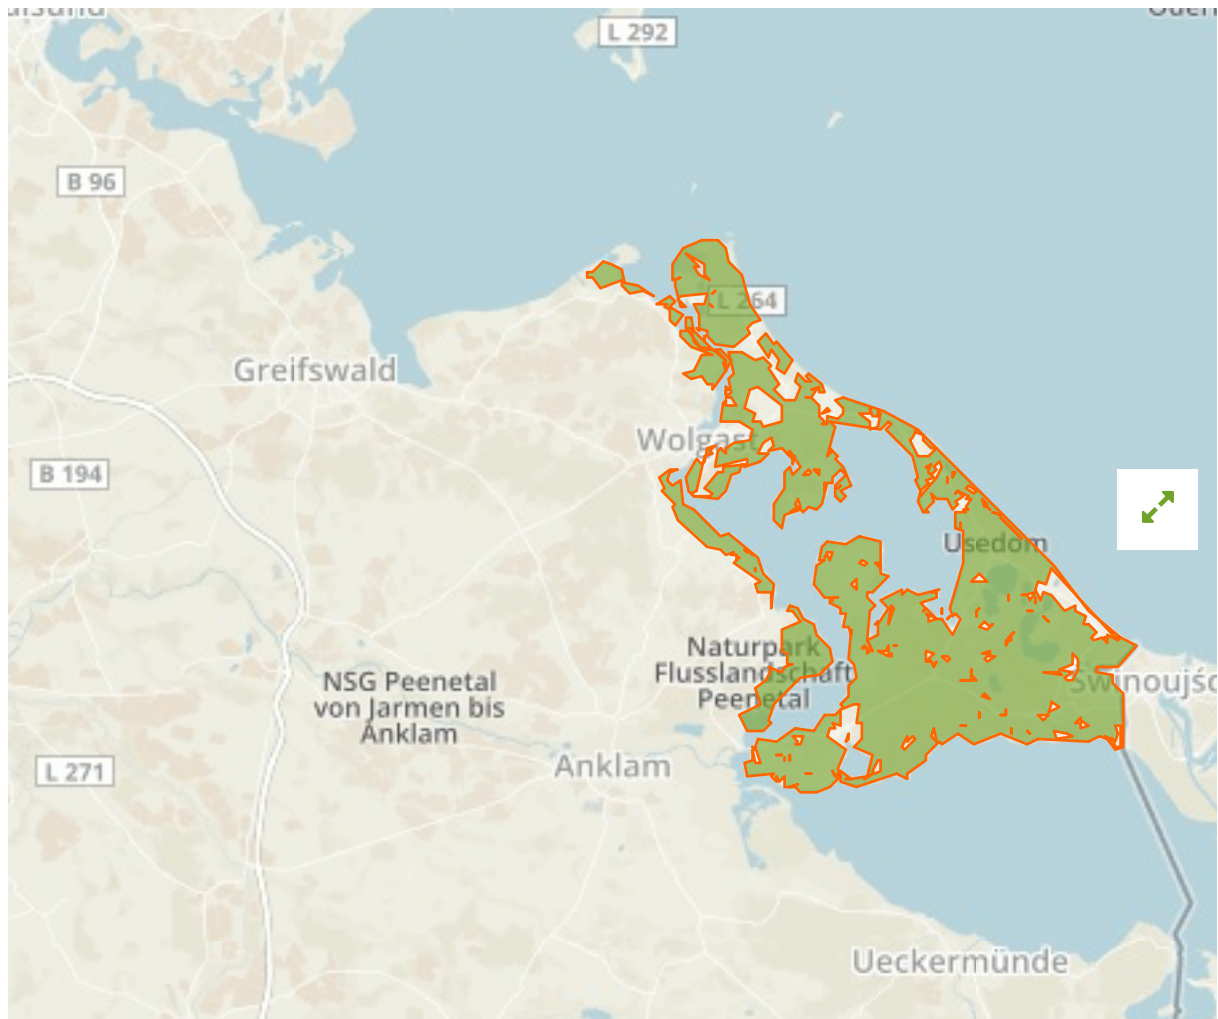 L 292
B 96
L 264
Greifswald
Wolgast
B 194
Usedom
Naturpark
Flusslandschaft
Peenetal
NSG Peenetal
von Jarmen bis
Anklam
L 271
Anklam
Ueckermünde